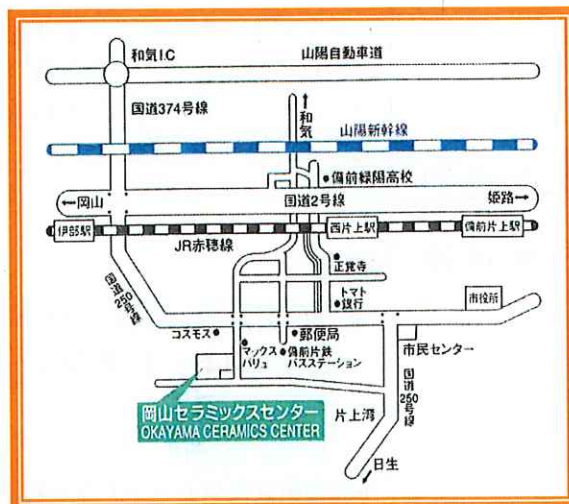 和気I.C
山陽自動車道
国道374号線
↑和気
山陽新幹線
備前緑陽高校
←岡山
国道2号線
姫路→
伊部駅
JR赤穂線
西片上駅
備前片上駅
正覚寺
国道250号線
トマト
銀行
市役所
コスモス
郵便局
マックス
バリュ
備前片鉄
バスステーション
市民センター
国道250号線
岡山セラミックスセンター
OKAYAMA CERAMICS CENTER
片上湾
日生